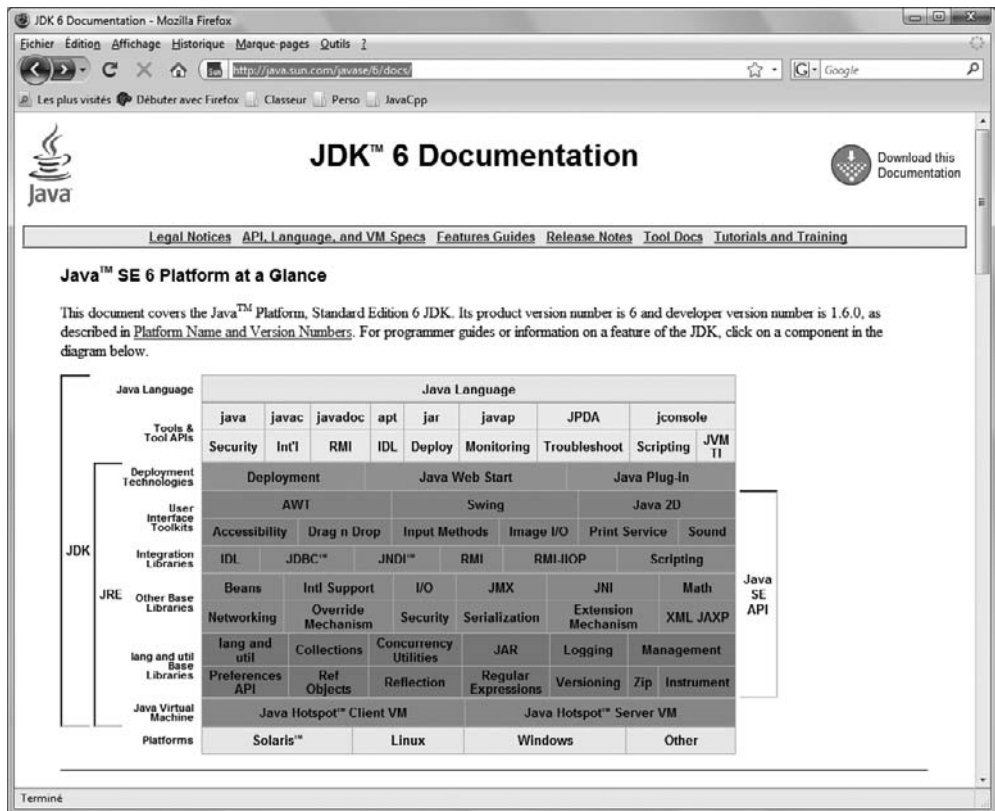 JDK 6 Documentation - Mozilla Firefox
Fichier Édition Affichage Historique Marque-pages Outils ?
http://java.sun.com/javase/6/docs/
Google
Les plus visités Débuter avec Firefox Classeur Perso JavaCpp
Java
JDK™ 6 Documentation
Download this
Documentation
Legal Notices API, Language, and VM Specs Features Guides Release Notes Tool Docs Tutorials and Training
Java™ SE 6 Platform at a Glance
This document covers the Java™ Platform, Standard Edition 6 JDK. Its product version number is 6 and developer version number is 1.6.0, as
described in Platform Name and Version Numbers. For programmer guides or information on a feature of the JDK, click on a component in the
diagram below.
Java Language Java Language
Tools &
Tool APIs
java javac javadoc apt jar javap JPDA jconsole
Security Int'l RMI IDL Deploy Monitoring Troubleshoot Scripting JVM TI
Deployment
Technologies
Deployment Java Web Start Java Plug-In
User
Interface
Toolkits
AWT Swing Java 2D
Accessibility Drag n Drop Input Methods Image I/O Print Service Sound
JDK
Integration
Libraries
IDL JDBC™ JNDI™ RMI RMI-IIOP Scripting
JRE
Other Base
Libraries
Beans Intl Support I/O JMX JNI Math
Networking Override Mechanism Security Serialization Extension Mechanism XML JAXP
Java
SE
API
lang and util
Base
Libraries
lang and util Collections Concurrency Utilities JAR Logging Management
Preferences API Ref Objects Reflection Regular Expressions Versioning Zip Instrument
Java Virtual
Machine
Java Hotspot™ Client VM Java Hotspot™ Server VM
Platforms Solaris™ Linux Windows Other
Terminé